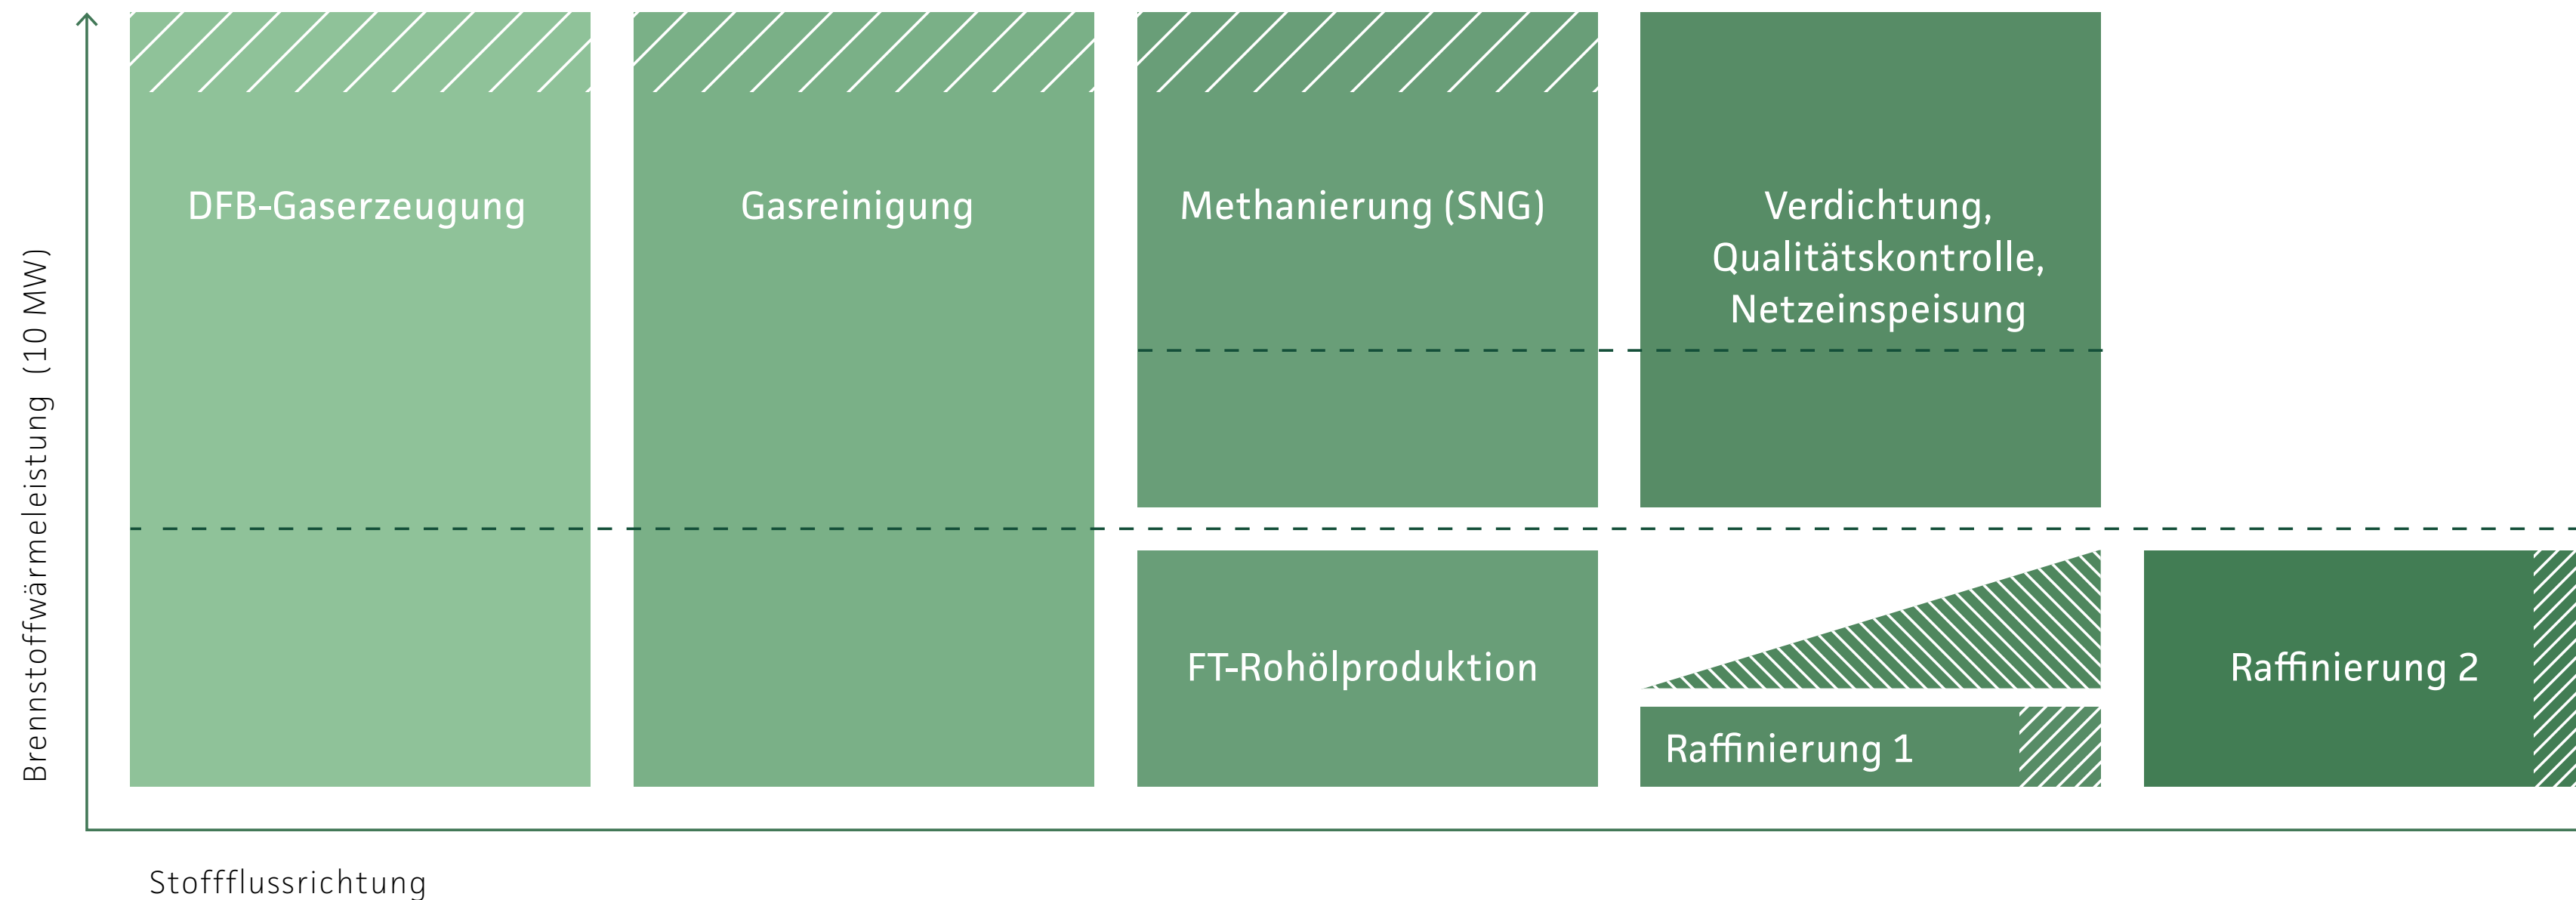 Brennstoffwärmeleistung (10 MW)
DFB-Gaserzeugung
Gasreinigung
Methanierung (SNG)
Verdichtung,
Qualitätskontrolle,
Netzeinspeisung
FT-Rohölproduktion
Raffinierung 1
Raffinierung 2
Stoffflussrichtung